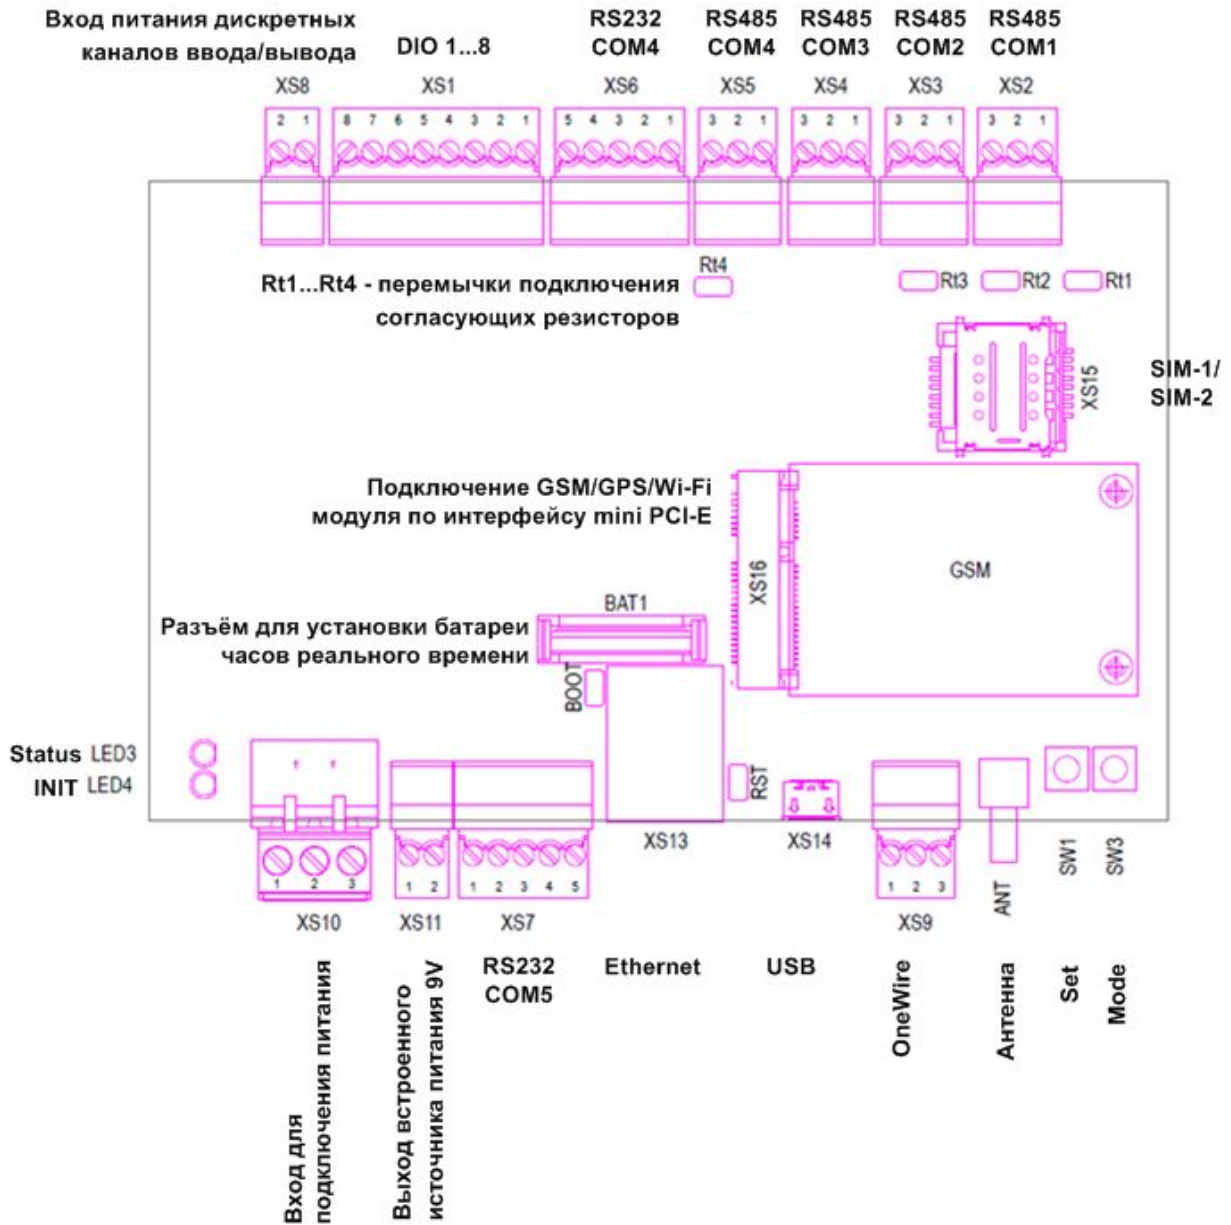 Вход питания дискретных
каналов ввода/вывода
DIO 1...8
RS232
COM4
RS485
COM4
RS485
COM3
RS485
COM2
RS485
COM1
XS8
XS1
XS6
XS5
XS4
XS3
XS2
2 1
8 7 6 5 4 3 2 1
5 4 3 2 1
3 2 1
3 2 1
3 2 1
3 2 1
Rt1...Rt4 - перемычки подключения
согласующих резисторов
Rt4
Rt3
Rt2
Rt1
XS15
SIM-1/
SIM-2
Подключение GSM/GPS/Wi-Fi
модуля по интерфейсу mini PCI-E
XS16
GSM
BAT1
Разъём для установки батареи
часов реального времени
BOOT
Status LED3
INIT LED4
RST
1 2 3
1 2
1 2 3 4 5
1 2 3
XS10
XS11
XS7
XS13
XS14
XS9
ANT
SW1
SW3
Вход для
подключения питания
Выход встроенного
источника питания 9V
RS232
COM5
Ethernet
USB
OneWire
Антенна
Set
Mode